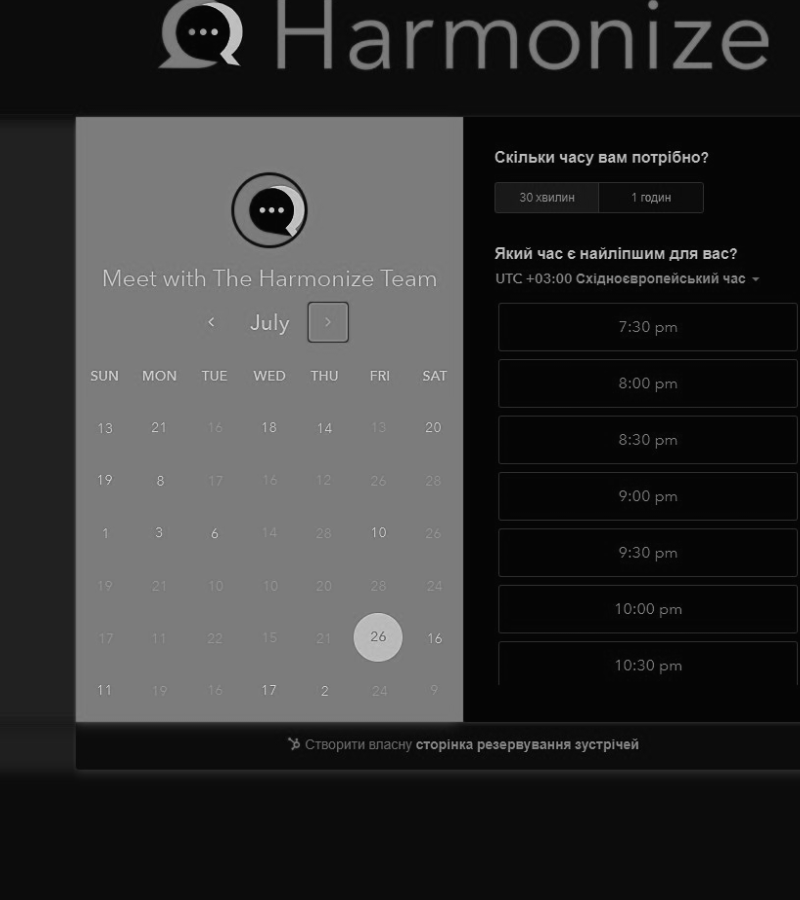 Harmonize
Meet with The Harmonize Team
July
SUN MON TUE WED THU FRI SAT
13 21 16 18 14 13 20
19 8 17 16 12 26 28
1 3 6 14 28 10 26
19 21 10 10 20 28 24
17 11 22 15 21 26 16
11 19 16 17 2 24 9
Скільки часу вам потрібно?
30 хвилин 1 годин
Який час є найліпшим для вас?
UTC +03:00 Східноєвропейський час
7:30 pm
8:00 pm
8:30 pm
9:00 pm
9:30 pm
10:00 pm
10:30 pm
Створити власну сторінка резервування зустрічей